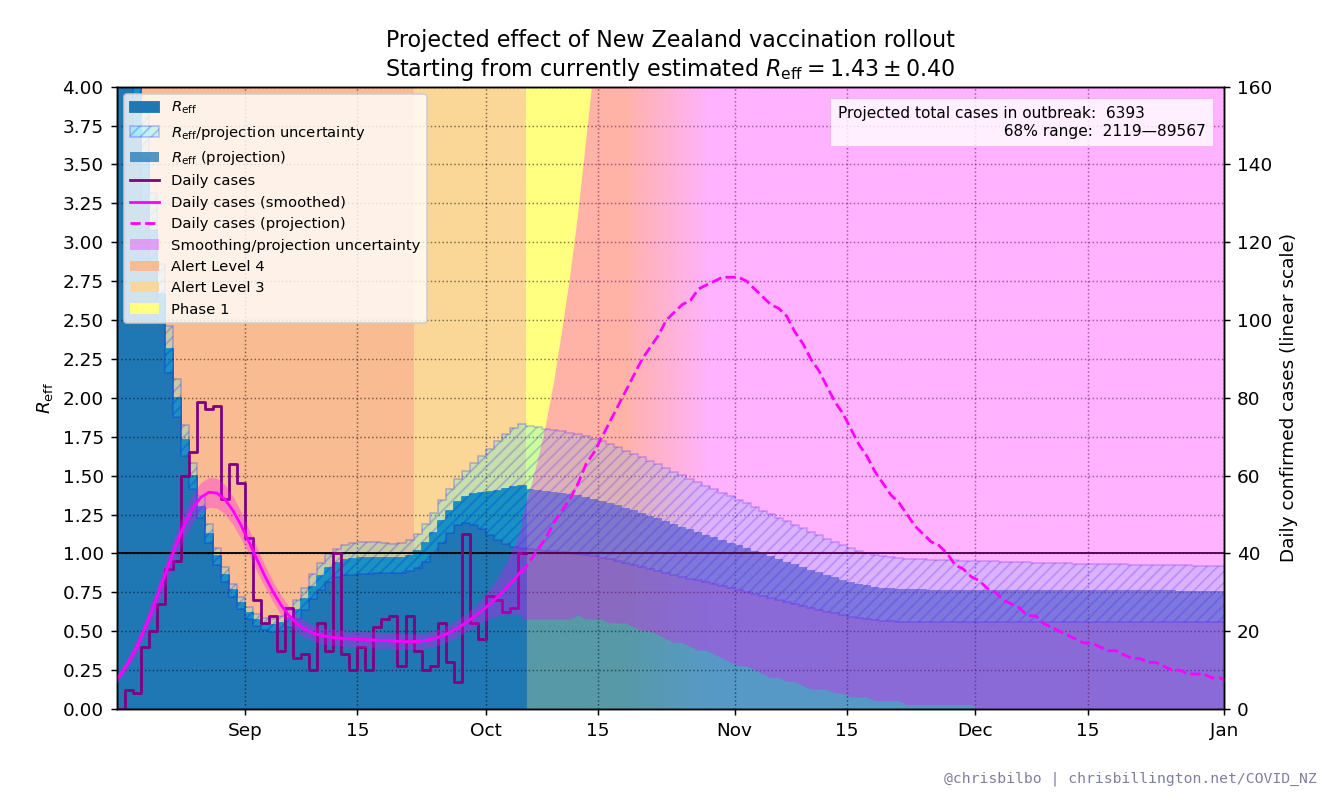 Projected effect of New Zealand vaccination rollout
Starting from currently estimated Reff = 1.43 ± 0.40
4.00
3.75
3.50
3.25
3.00
2.75
2.50
2.25
2.00
1.75
1.50
1.25
1.00
0.75
0.50
0.25
0.00
Reff
Reff
Reff/projection uncertainty
Reff (projection)
Daily cases
Daily cases (smoothed)
Daily cases (projection)
Smoothing/projection uncertainty
Alert Level 4
Alert Level 3
Phase 1
Projected total cases in outbreak: 6393
68% range: 2119—89567
160
140
120
100
80
60
40
20
0
Daily confirmed cases (linear scale)
Sep 15 Oct 15 Nov 15 Dec 15 Jan
@chrisbilbo | chrisbillington.net/COVID_NZ